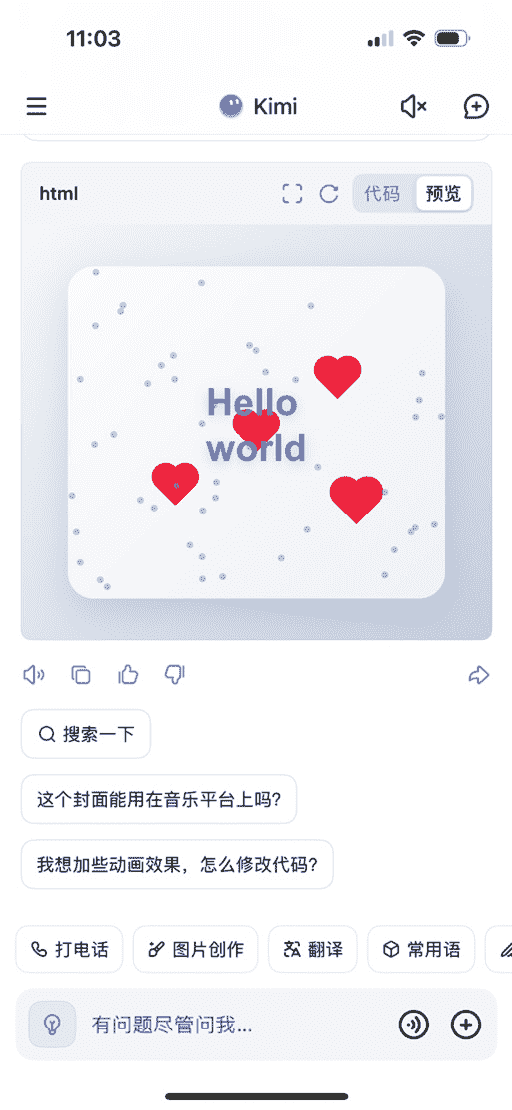 11:03
Kimi
html
代码
预览
Hello
world
搜索一下
这个封面能用在音乐平台上吗?
我想加些动画效果，怎么修改代码?
打电话
图片创作
翻译
常用语
有问题尽管问我...